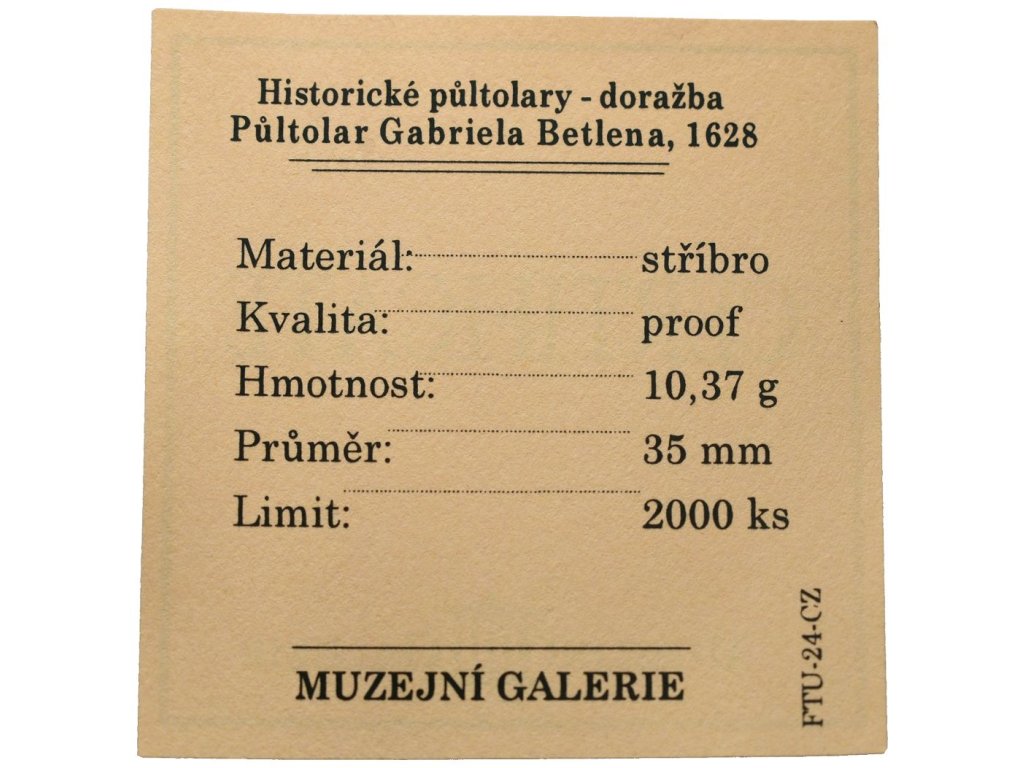 Historické půltolary - doražba
Půltolar Gabriela Betlena, 1628
Materiál: stříbro
Kvalita: proof
Hmotnost: 10,37 g
Průměr: 35 mm
Limit: 2000 ks
MUZEJNÍ GALERIE
FTU-24-CZ